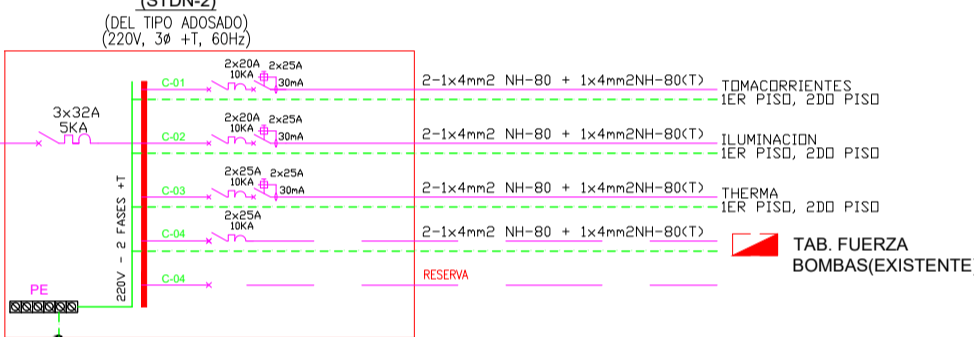 (STDN-2)
(DEL TIPO ADOSADO)
(220V, 3Ø +T, 60Hz)
3x32A
5KA
220V - 2 FASES +T
PE
C-01
2x20A 2x25A
10KA
30mA
2-1x4mm2 NH-80 + 1x4mm2NH-80(T)
TOMACORRIENTES
1ER PISO, 2DO PISO
C-02
2x20A 2x25A
10KA
30mA
2-1x4mm2 NH-80 + 1x4mm2NH-80(T)
ILUMINACION
1ER PISO, 2DO PISO
C-03
2x25A 2x25A
10KA
30mA
2-1x4mm2 NH-80 + 1x4mm2NH-80(T)
THERMA
1ER PISO, 2DO PISO
C-04
2x25A
10KA
2-1x4mm2 NH-80 + 1x4mm2NH-80(T)
TAB. FUERZA
BOMBAS(EXISTENTE)
C-04
RESERVA